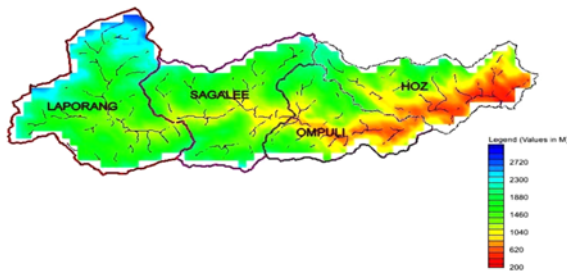 HOZ
SAGALEE
LAPORANG
OMPULI
Legend (Values in M)
2720
2300
1880
1460
1040
620
200